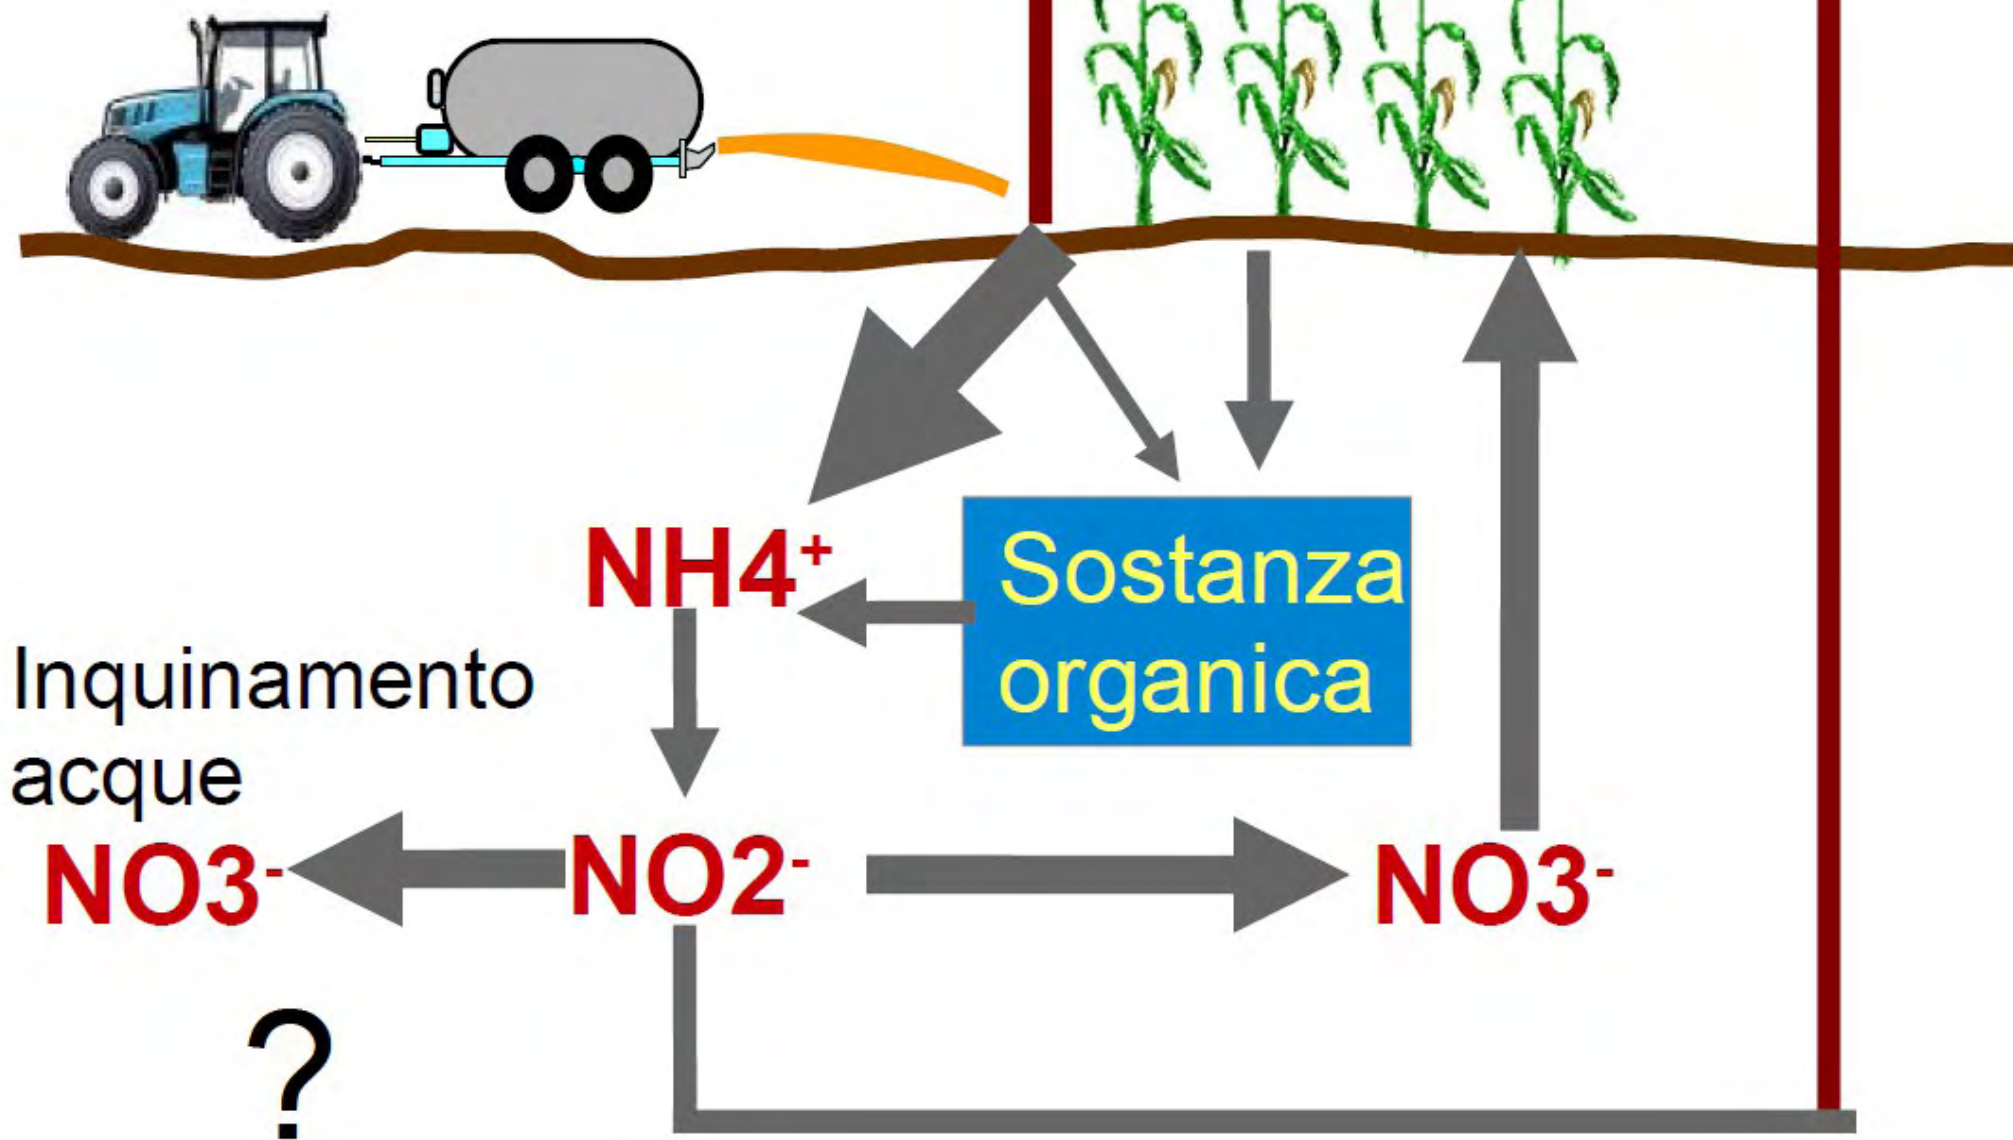 NH4⁺
Sostanza
organica
Inquinamento
acque
NO3⁻
NO2⁻
NO3⁻
?